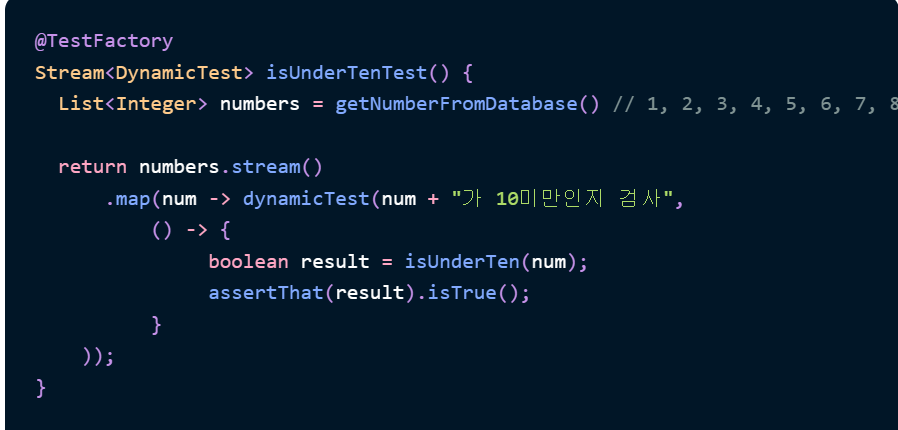 @TestFactory
Stream<DynamicTest> isUnderTenTest() {
  List<Integer> numbers = getNumberFromDatabase() // 1, 2, 3, 4, 5, 6, 7, 8
  return numbers.stream()
      .map(num -> dynamicTest(num + "가 10미만인지 검사",
          () -> {
               boolean result = isUnderTen(num);
               assertThat(result).isTrue();
          }
    ));
}